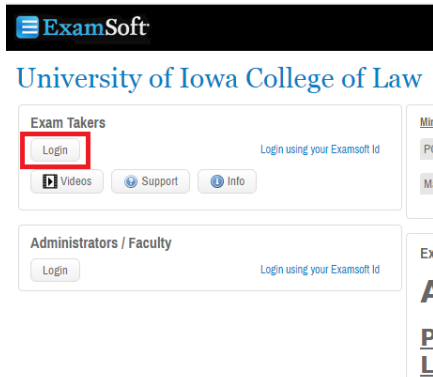 ExamSoft
University of Iowa College of Law
Exam Takers
Login
Login using your Examsoft Id
Videos
Support
Info
Administrators / Faculty
Login
Login using your Examsoft Id